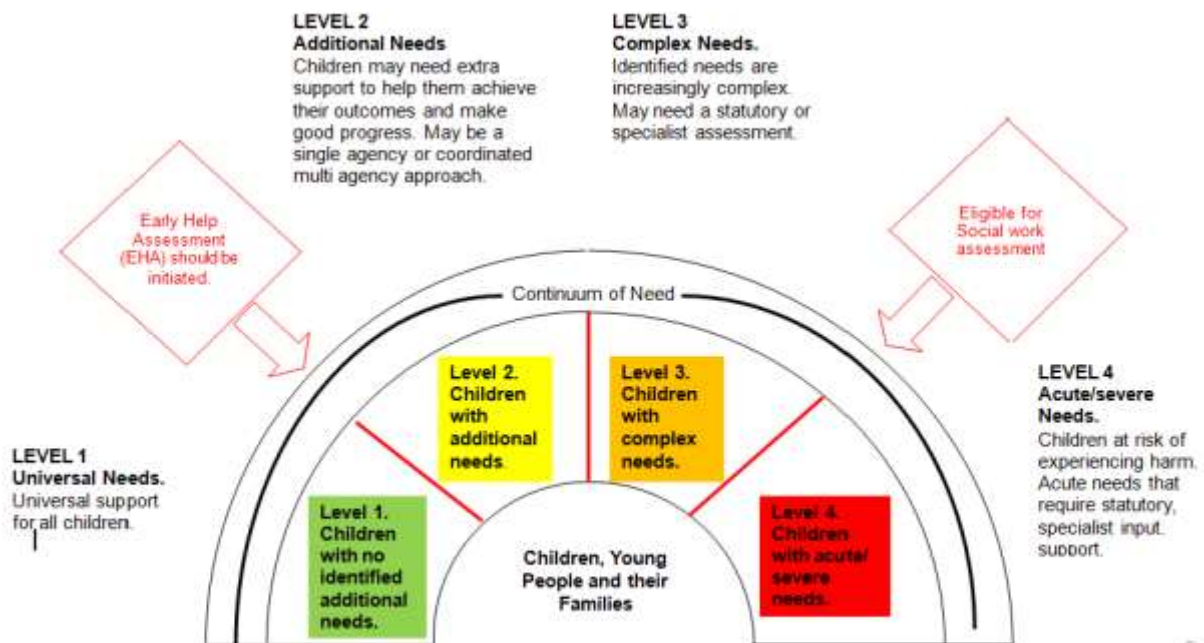 LEVEL 2
Additional Needs
Children may need extra
support to help them achieve
their outcomes and make
good progress. May be a
single agency or coordinated
multi agency approach.
LEVEL 3
Complex Needs.
Identified needs are
increasingly complex.
May need a statutory or
specialist assessment.
Early Help
Assessment
(EHA) should be
initiated.
Eligible for
Social work
assessment
Continuum of Need
LEVEL 1
Universal Needs.
Universal support
for all children.
Level 1.
Children
with no
identified
additional
needs.
Level 2.
Children
with
additional
needs.
Level 3.
Children
with
complex
needs.
Level 4.
Children
with acute/
severe
needs.
Children, Young
People and their
Families
LEVEL 4
Acute/severe
Needs.
Children at risk of
experiencing harm.
Acute needs that
require statutory,
specialist input.
support.